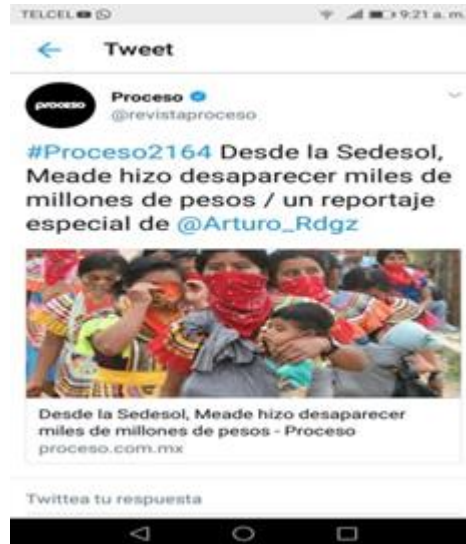 TELCEL
9:21 a. m.
Tweet
proceso
Proceso
@revistaproceso
#Proceso2164 Desde la Sedesol,
Meade hizo desaparecer miles de
millones de pesos / un reportaje
especial de @Arturo_Rdgz
Desde la Sedesol, Meade hizo desaparecer
miles de millones de pesos - Proceso
proceso.com.mx
Twittea tu respuesta